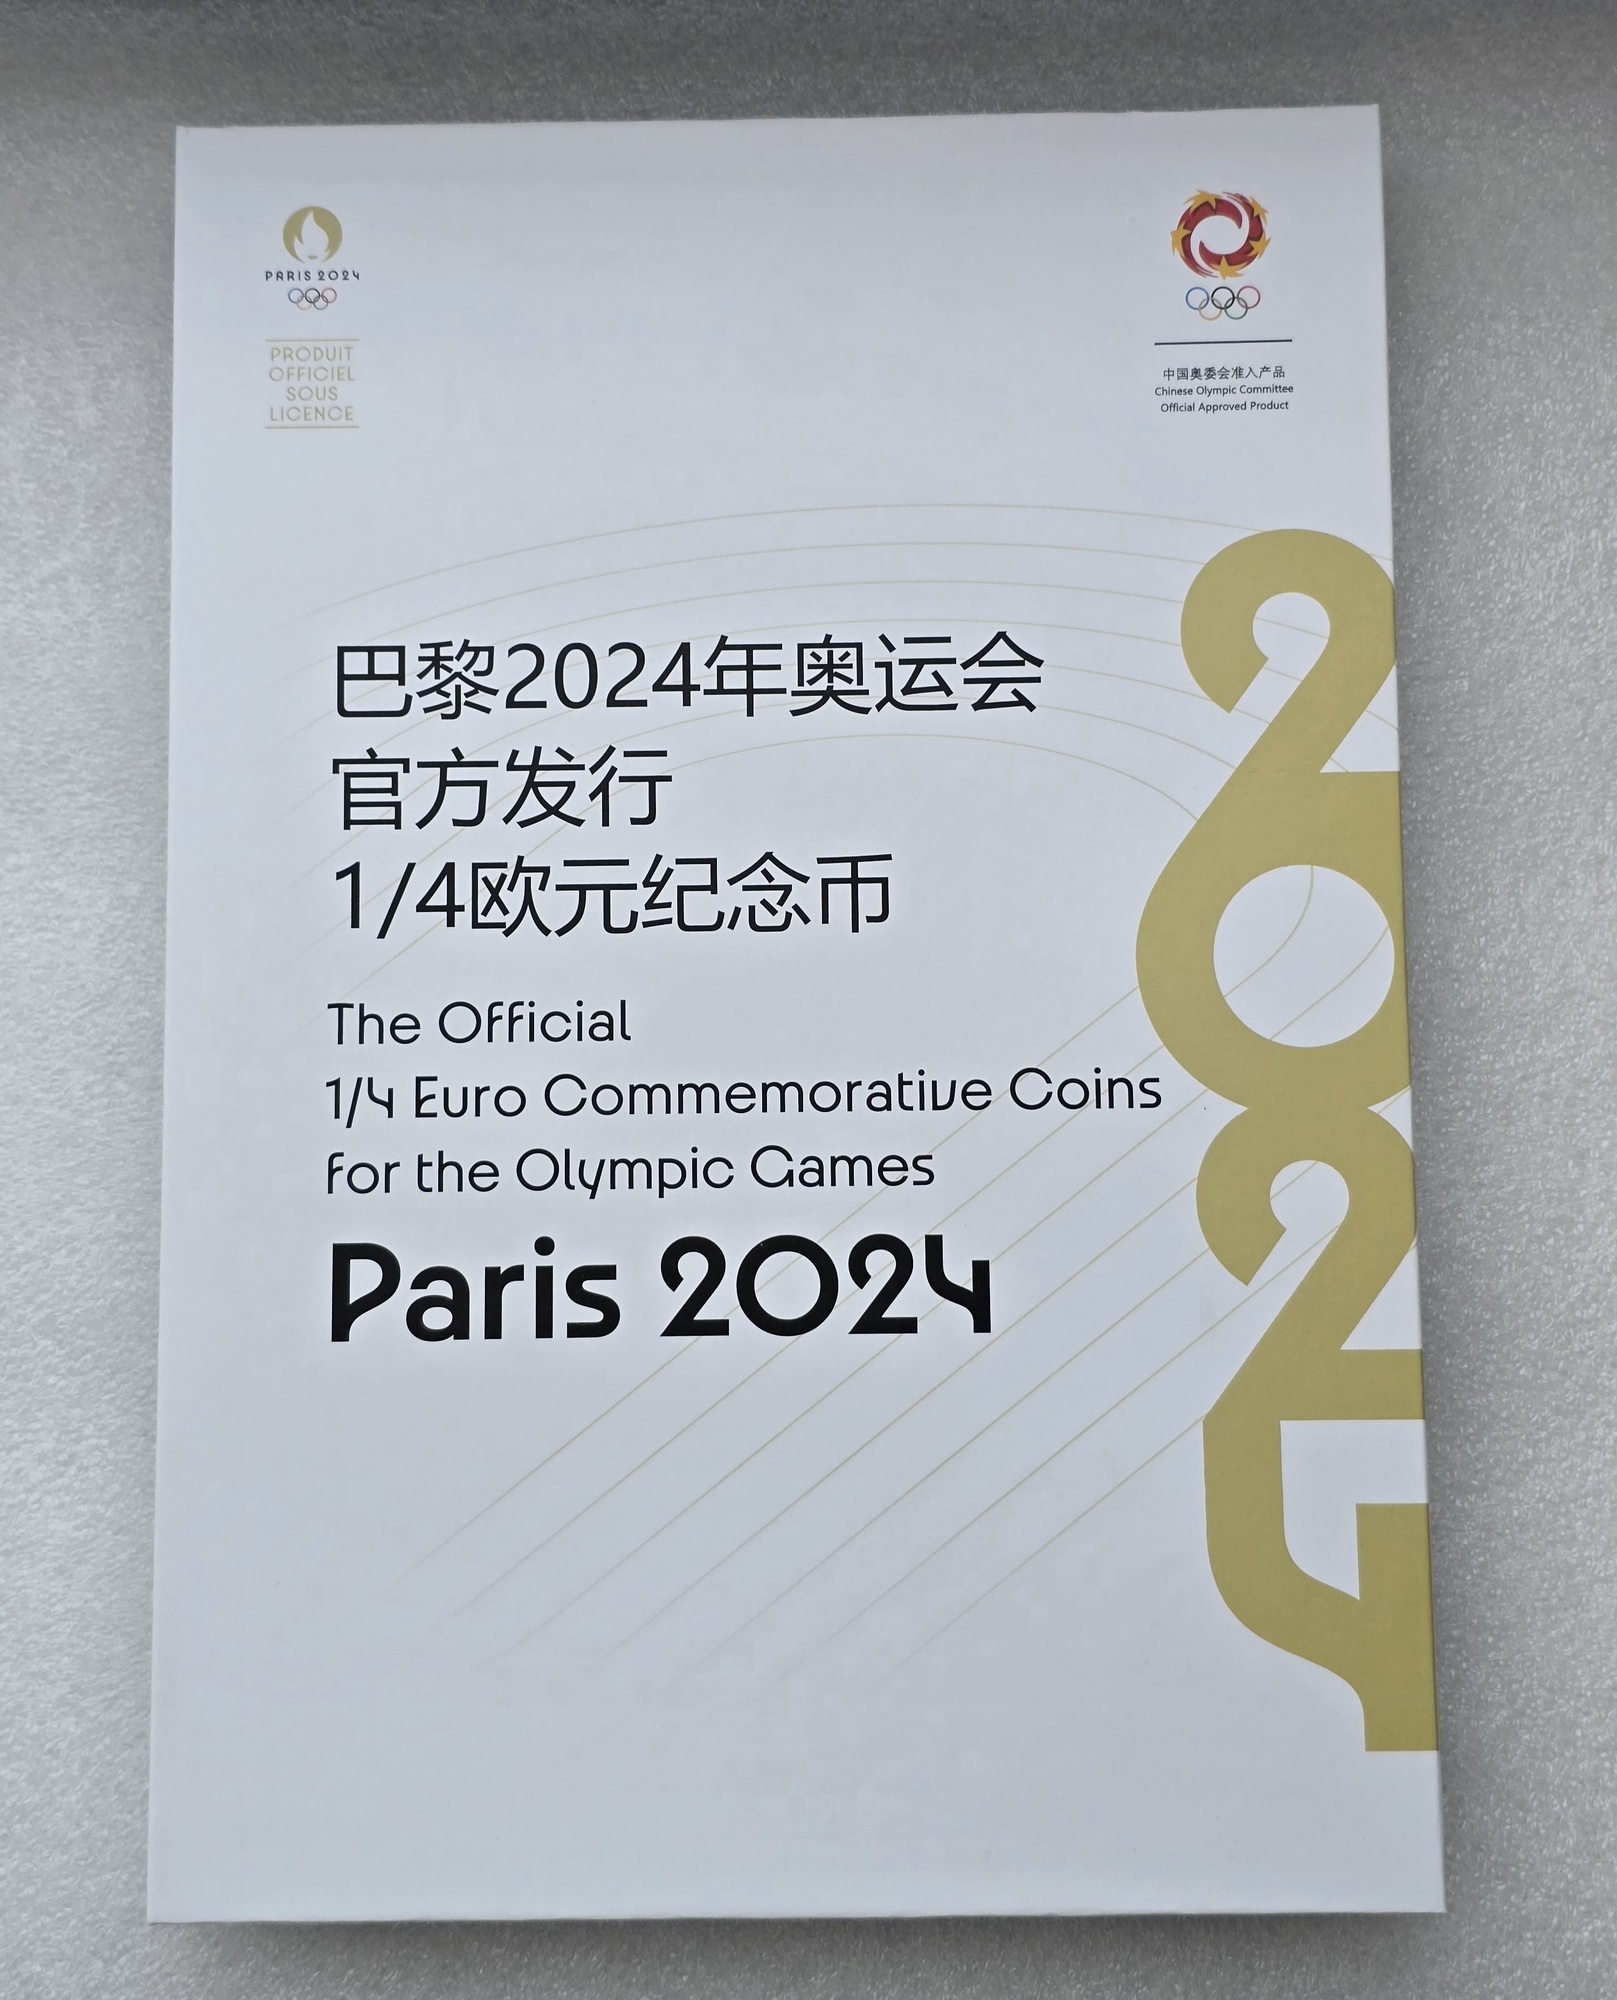 PARIS 2024
PRODUIT
OFFICIEL
SOUS
LICENCE
中国奥委会准入产品
Chinese Olympic Committee
Official Approved Product
巴黎2024年奥运会
官方发行
1/4欧元纪念币
The Official
1/4 Euro Commemorative Coins
for the Olympic Games
Paris 2024
2024